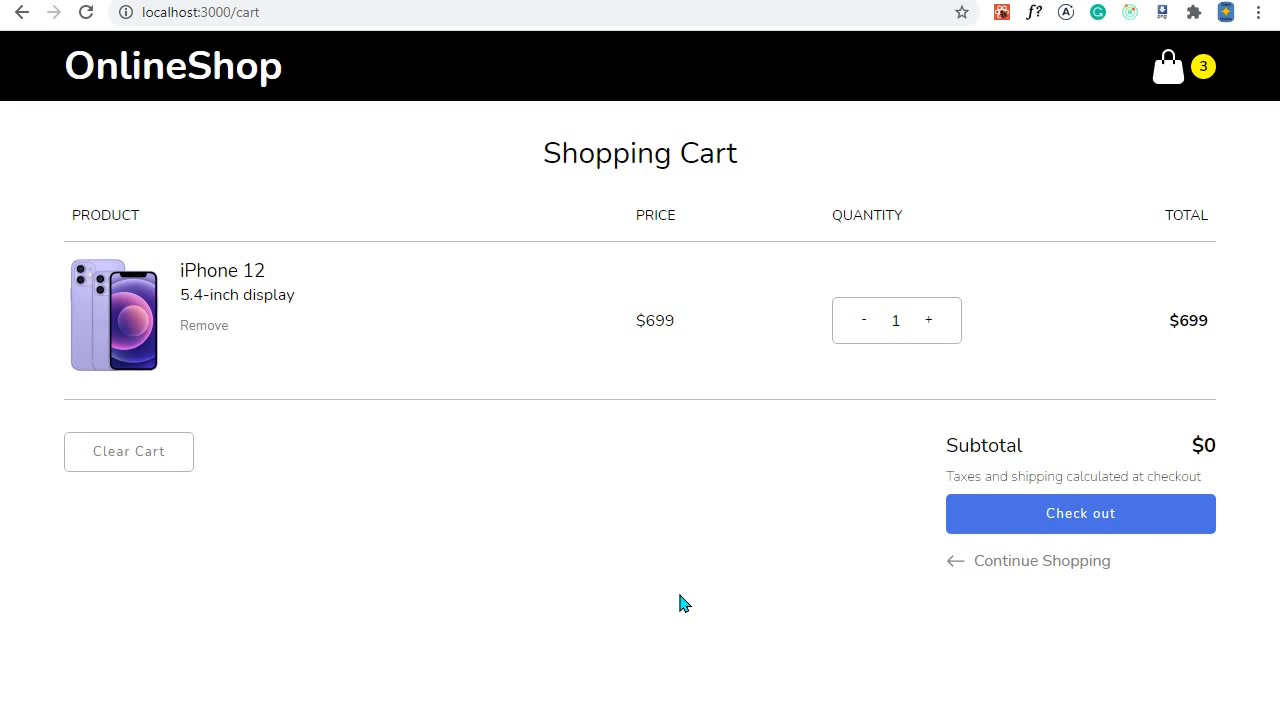 localhost:3000/cart
f?
A
G
png
OnlineShop
3
Shopping Cart
PRODUCT PRICE QUANTITY TOTAL
iPhone 12
5.4-inch display
Remove
$699 - 1 + $699
Clear Cart
Subtotal $0
Taxes and shipping calculated at checkout
Check out
Continue Shopping